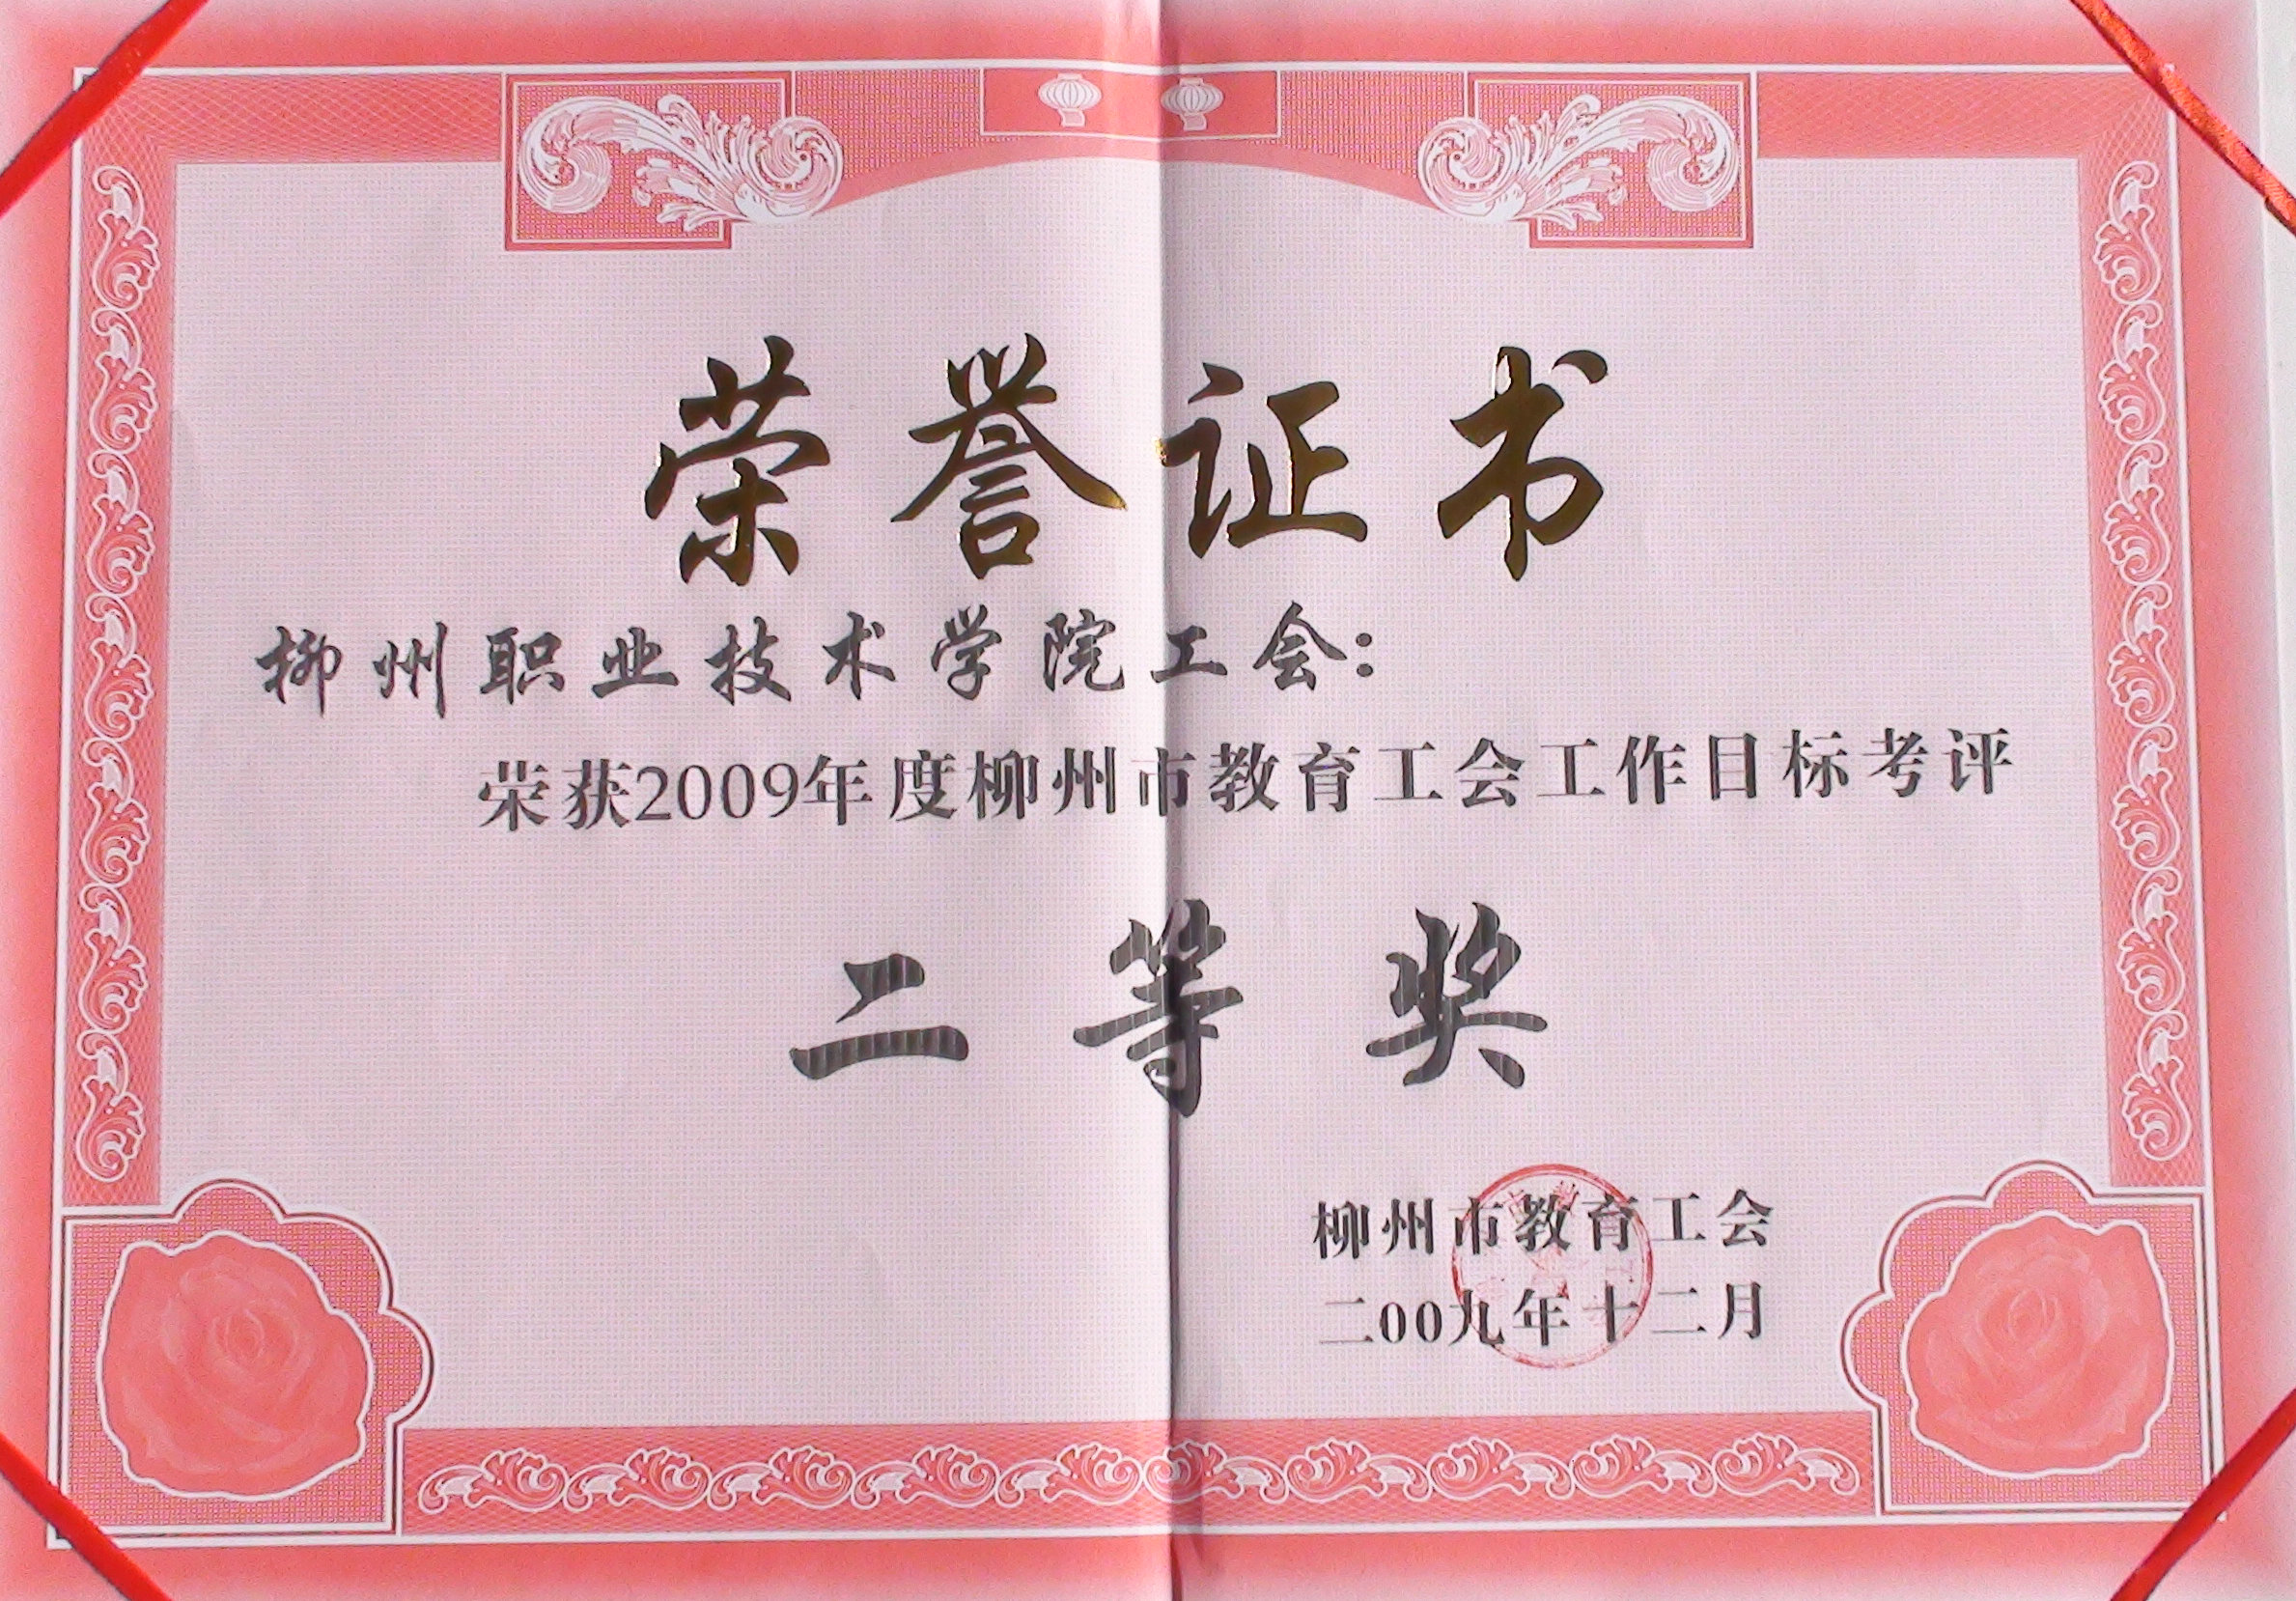 荣誉证书
柳州职业技术学院工会：
荣获2009年度柳州市教育工会工作目标考评
二等奖
柳州市教育工会
二00九年十二月